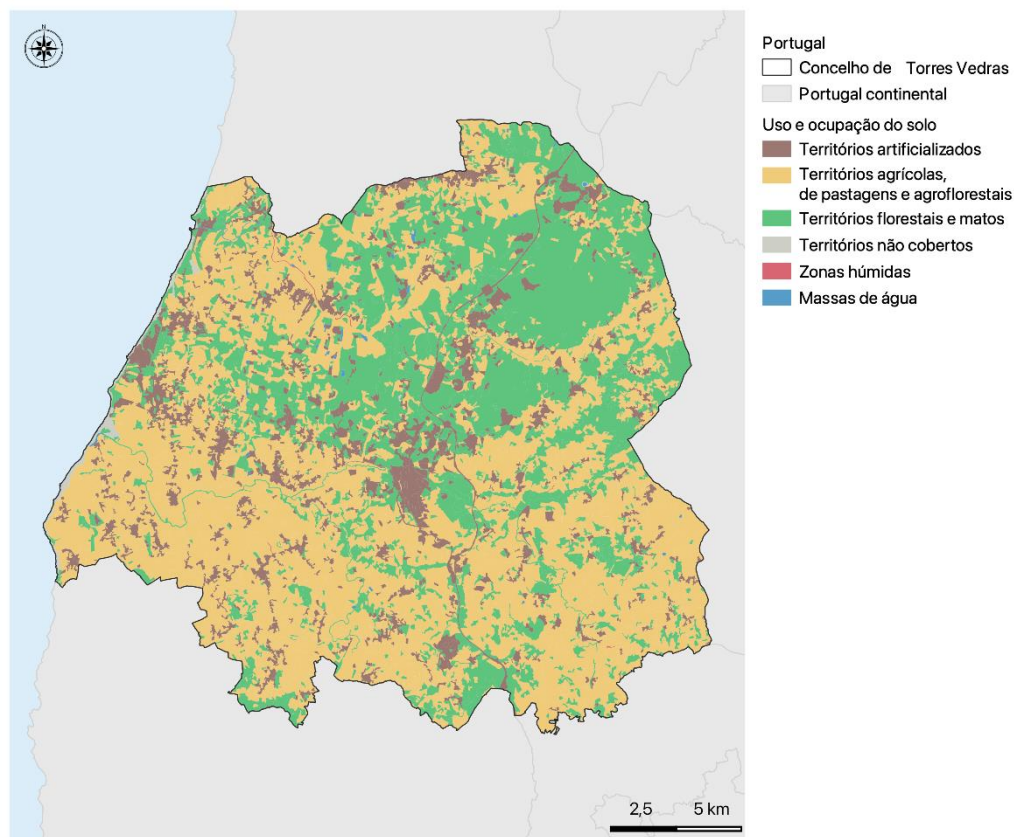 N
Portugal
Concelho de Torres Vedras
Portugal continental
Uso e ocupação do solo
Territórios artificializados
Territórios agrícolas,
de pastagens e agroflorestais
Territórios florestais e matos
Territórios não cobertos
Zonas húmidas
Massas de água
2,5 5 km